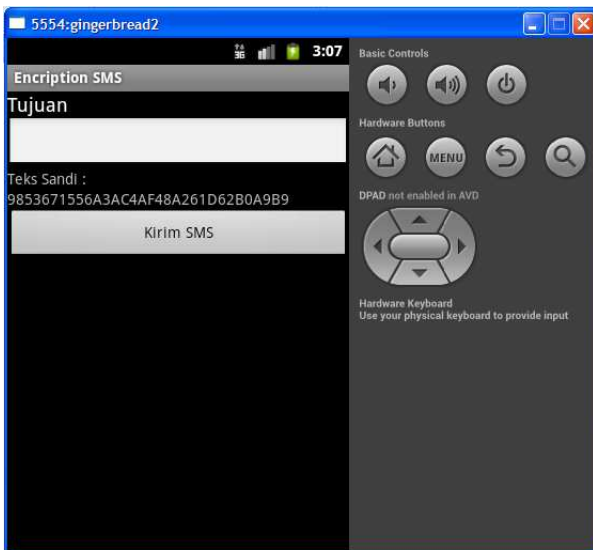 5554:gingerbread2
3G
3:07
Encription SMS
Tujuan
Teks Sandi :
9853671556A3AC4AF48A261D62B0A9B9
Kirim SMS
Basic Controls
Hardware Buttons
MENU
DPAD not enabled in AVD
Hardware Keyboard
Use your physical keyboard to provide input